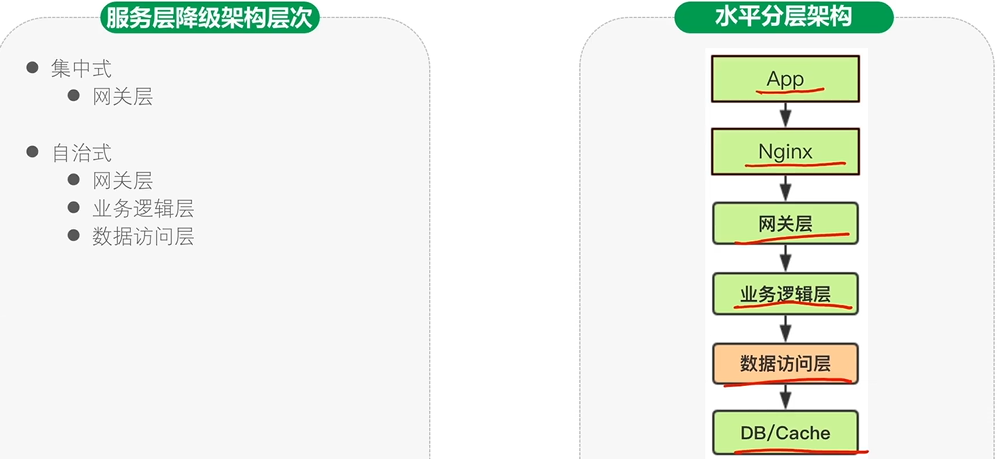 服务层降级架构层次
集中式
网关层
自治式
网关层
业务逻辑层
数据访问层
水平分层架构
App
Nginx
网关层
业务逻辑层
数据访问层
DB/Cache